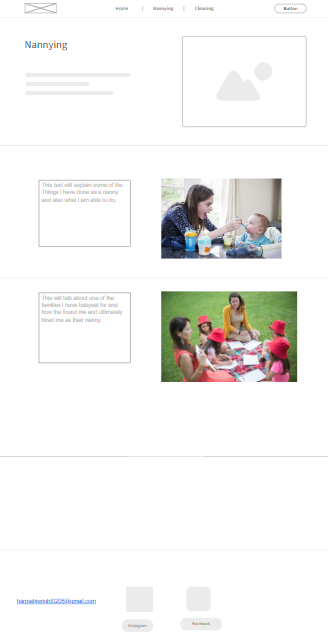 Home | Nannying | Cleaning Button
Nannying
This text will explain some of the
Things I have done as a nanny
and also what I am able to do.
This will talk about one of the
families I have babysat for and
how the found me and ultimately
hired me as their nanny.
hannahwright0208@gmail.com
Instagram Facebook